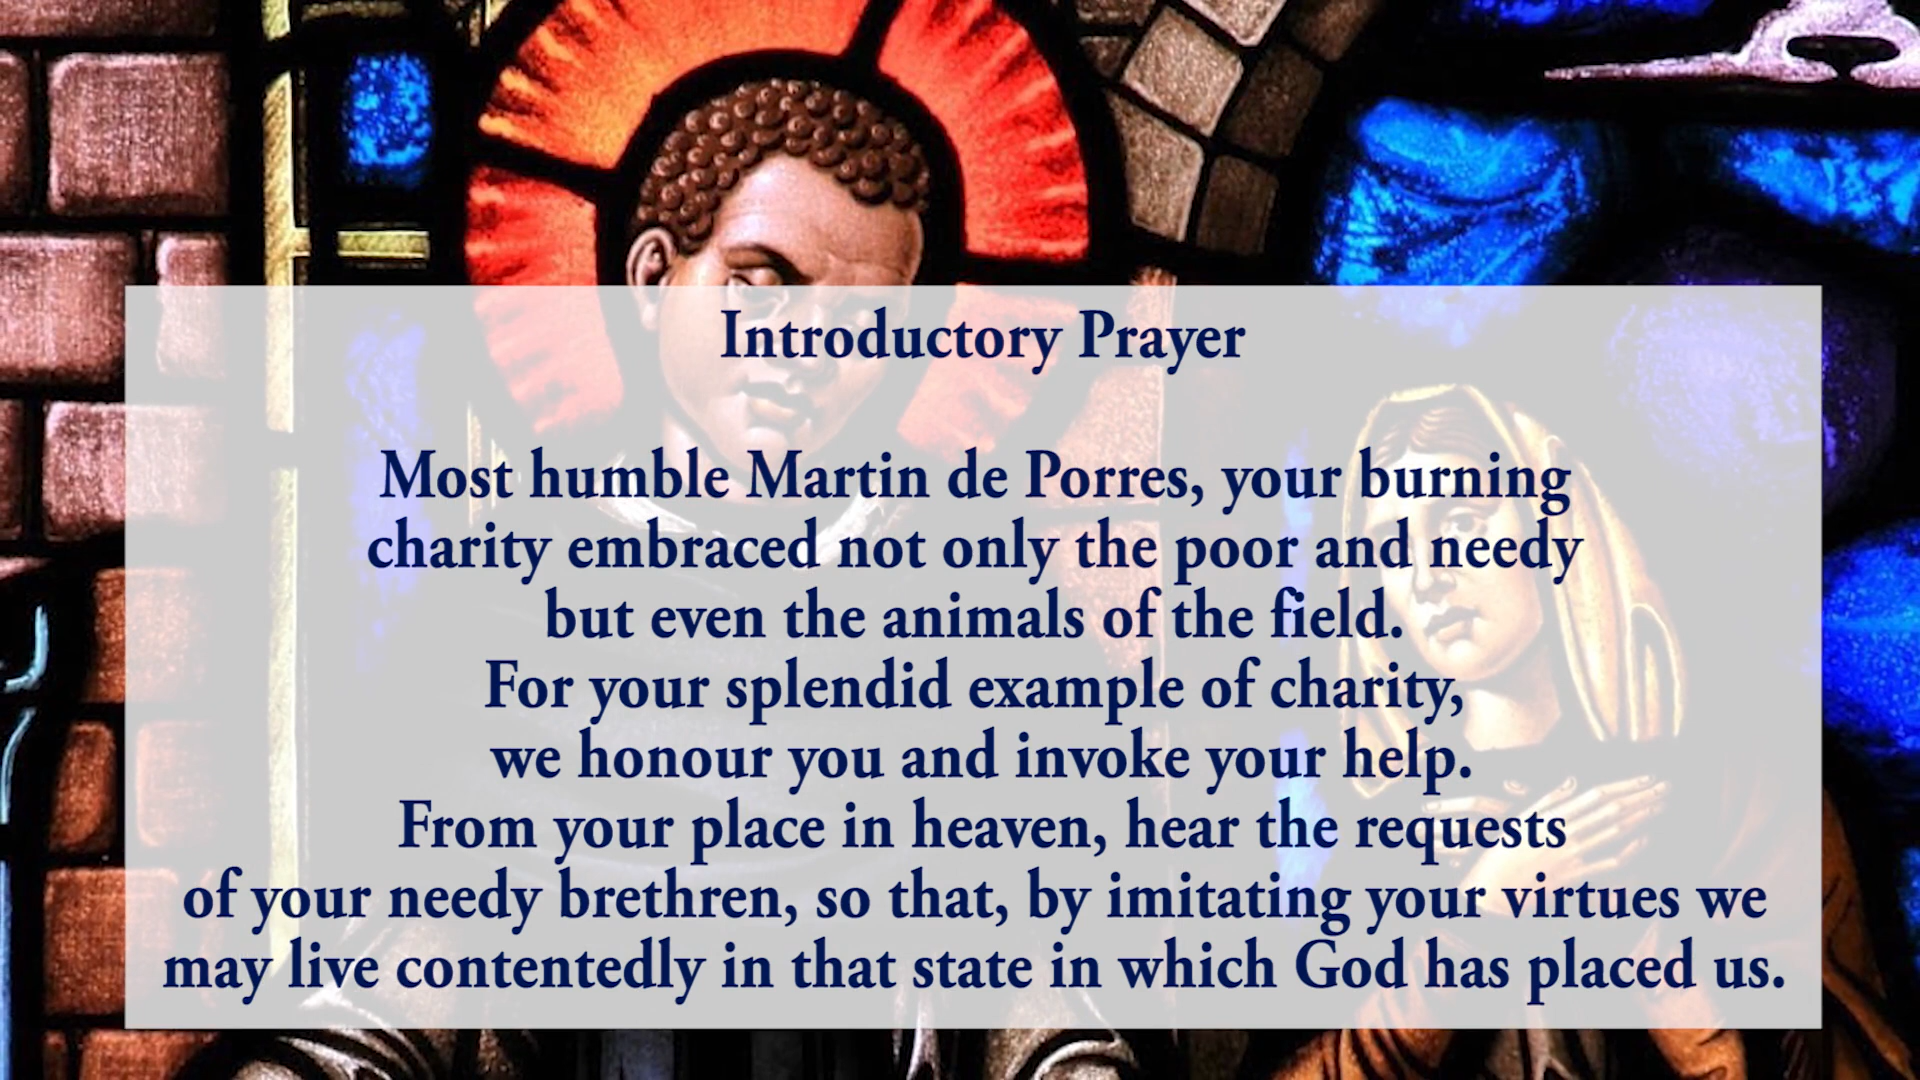 Introductory Prayer
Most humble Martin de Porres, your burning
charity embraced not only the poor and needy
but even the animals of the field.
For your splendid example of charity,
we honour you and invoke your help.
From your place in heaven, hear the requests
of your needy brethren, so that, by imitating your virtues we
may live contentedly in that state in which God has placed us.